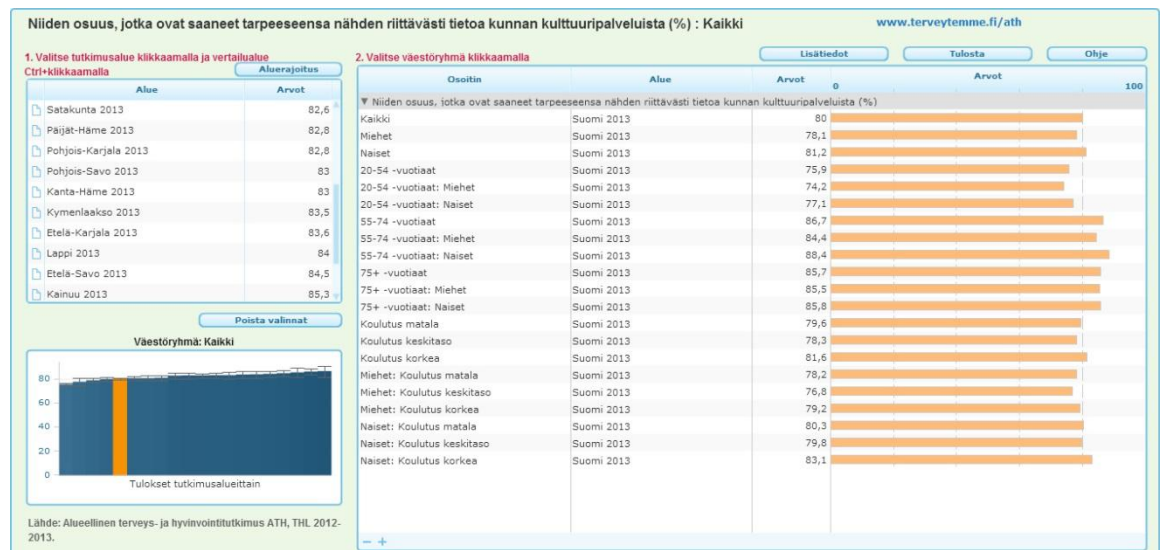 Niiden osuus, jotka ovat saaneet tarpeeseensa nähden riittävästi tietoa kunnan kulttuuripalveluista (%) : Kaikki
www.terveytemme.fi/ath
1. Valitse tutkimusalue klikkaamalla ja vertailualue
Ctrl+klikkaamalla
Aluerajoitus
Alue Arvot
Satakunta 2013 82,6
Päijät-Häme 2013 82,8
Pohjois-Karjala 2013 82,8
Pohjois-Savo 2013 83
Kanta-Häme 2013 83
Kymenlaakso 2013 83,5
Etelä-Karjala 2013 83,6
Lappi 2013 84
Etelä-Savo 2013 84,5
Kainuu 2013 85,3
Poista valinnat
Väestöryhmä: Kaikki
80
60
40
20
0
Tulokset tutkimusalueittain
Lähde: Alueellinen terveys- ja hyvinvointitutkimus ATH, THL 2012-
2013.
2. Valitse väestöryhmä klikkaamalla
Lisätiedot Tulosta Ohje
Osoitin Alue Arvot Arvot
0 100
▼ Niiden osuus, jotka ovat saaneet tarpeeseensa nähden riittävästi tietoa kunnan kulttuuripalveluista (%)
Kaikki Suomi 2013 80
Miehet Suomi 2013 78,1
Naiset Suomi 2013 81,2
20-54 -vuotiaat Suomi 2013 75,9
20-54 -vuotiaat: Miehet Suomi 2013 74,2
20-54 -vuotiaat: Naiset Suomi 2013 77,1
55-74 -vuotiaat Suomi 2013 86,7
55-74 -vuotiaat: Miehet Suomi 2013 84,4
55-74 -vuotiaat: Naiset Suomi 2013 88,4
75+ -vuotiaat Suomi 2013 85,7
75+ -vuotiaat: Miehet Suomi 2013 85,5
75+ -vuotiaat: Naiset Suomi 2013 85,8
Koulutus matala Suomi 2013 79,6
Koulutus keskitaso Suomi 2013 78,3
Koulutus korkea Suomi 2013 81,6
Miehet: Koulutus matala Suomi 2013 78,2
Miehet: Koulutus keskitaso Suomi 2013 76,8
Miehet: Koulutus korkea Suomi 2013 79,2
Naiset: Koulutus matala Suomi 2013 80,3
Naiset: Koulutus keskitaso Suomi 2013 79,8
Naiset: Koulutus korkea Suomi 2013 83,1